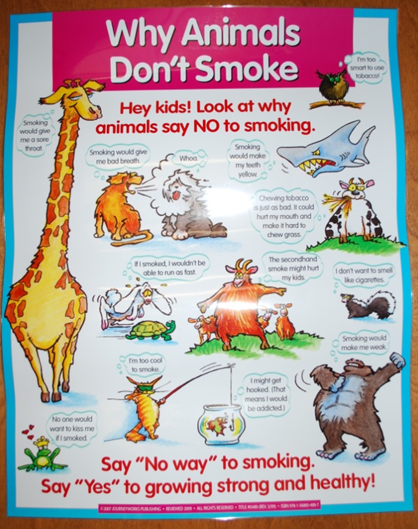 Why Animals
Don't Smoke
I'm too
smart to use
tobacco!
Hey kids! Look at why
animals say NO to smoking.
Smoking
would give
me a sore
throat.
Smoking would give
me bad breath.
Whoa.
Smoking
would make
my teeth
yellow.
Chewing tobacco
is just as bad. It could
hurt my mouth and
make it hard to
chew grass.
If I smoked, I wouldn't be
able to run as fast.
The secondhand
smoke might hurt
my kids.
I don't want to smell
like cigarettes.
I'm too cool
to smoke.
I might get
hooked. (That
means I would
be addicted.)
Smoking would
make me weak.
No one would
want to kiss me
if I smoked.
Say "No way" to smoking.
Say "Yes" to growing strong and healthy!
JOURNEYWORKS PUBLISHING • ALL RIGHTS RESERVED •